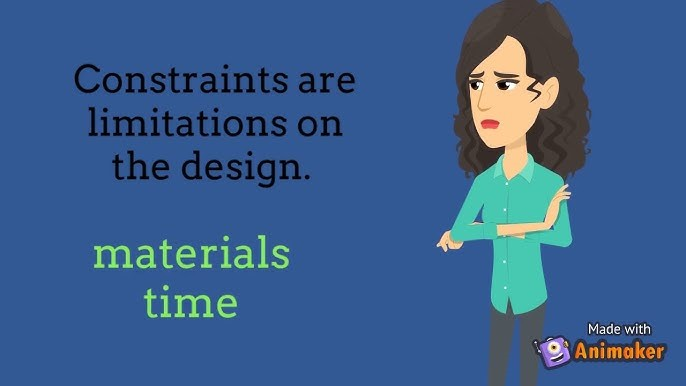 Constraints are
limitations on
the design.
materials
time
Made with
Animaker